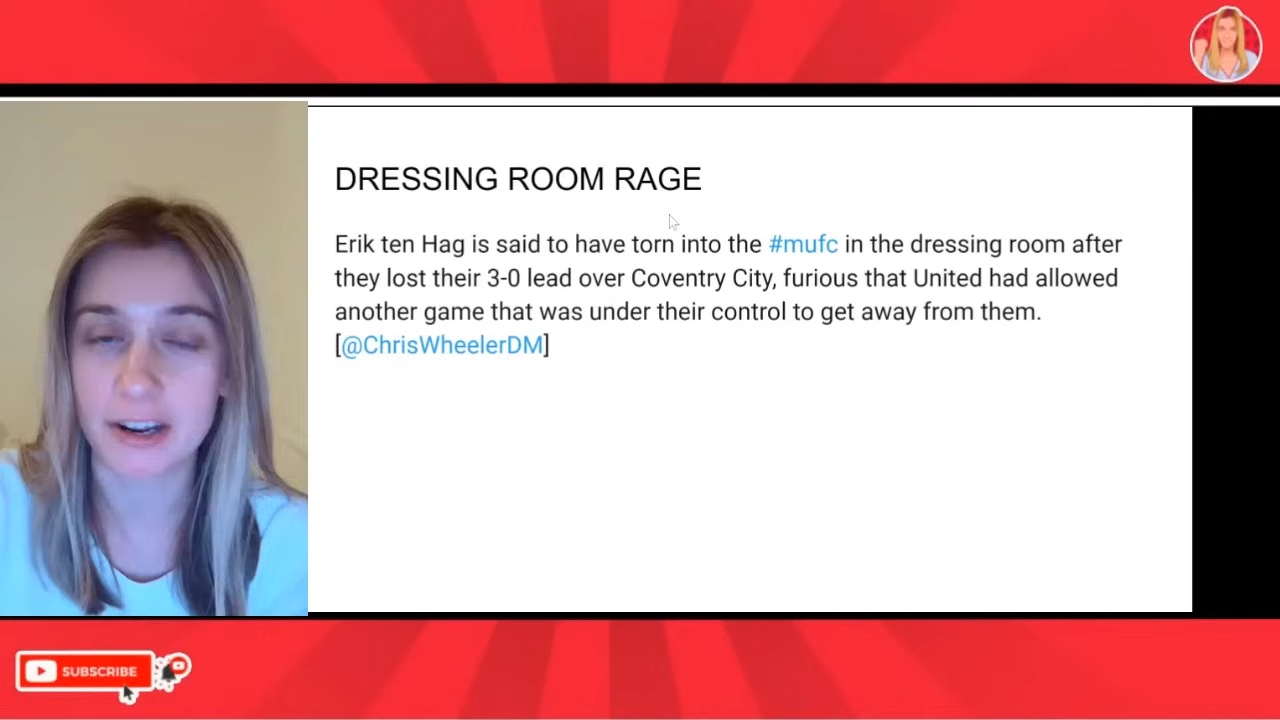 DRESSING ROOM RAGE
Erik ten Hag is said to have torn into the #mufc in the dressing room after
they lost their 3-0 lead over Coventry City, furious that United had allowed
another game that was under their control to get away from them.
[@ChrisWheelerDM]
SUBSCRIBE